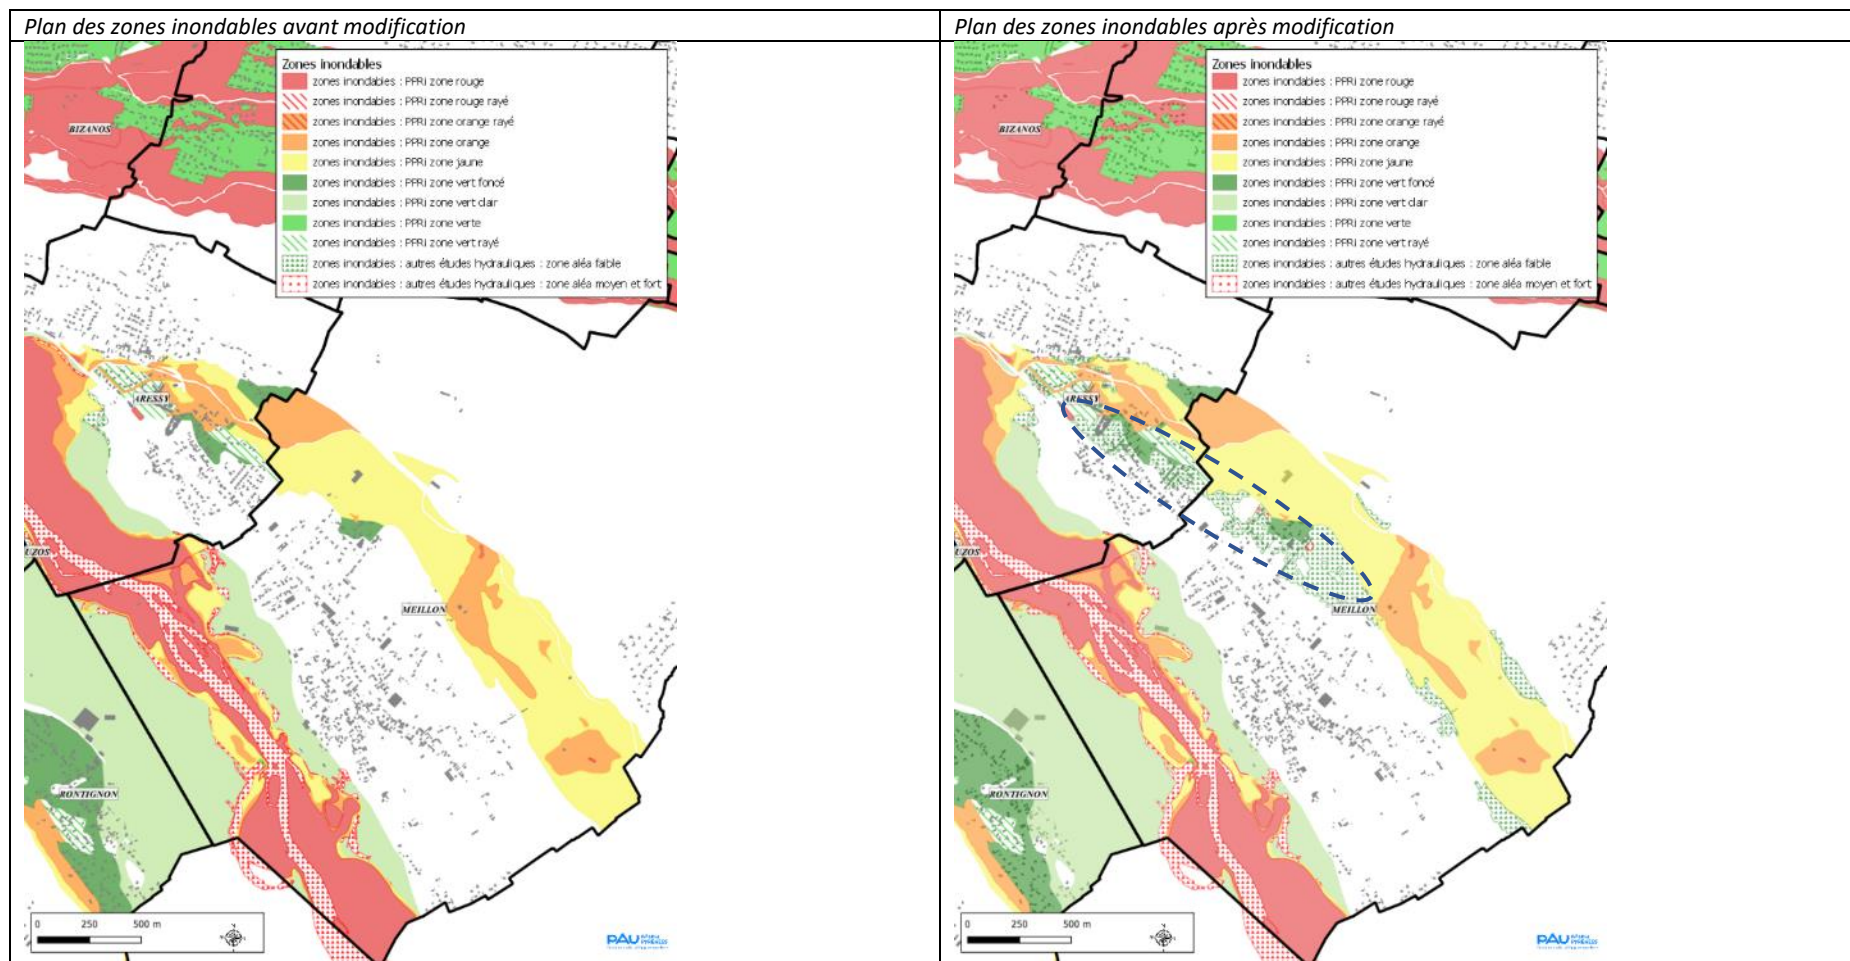 Plan des zones inondables avant modification
Zones inondables
zones inondables : PPRi zone rouge
zones inondables : PPRi zone rouge rayé
zones inondables : PPRi zone orange rayé
zones inondables : PPRi zone orange
zones inondables : PPRi zone jaune
zones inondables : PPRi zone vert foncé
zones inondables : PPRi zone vert clair
zones inondables : PPRi zone verte
zones inondables : PPRi zone vert rayé
zones inondables : autres études hydrauliques : zone aléa faible
zones inondables : autres études hydrauliques : zone aléa moyen et fort
BIZANOS
ARESSY
UZOS
MEILLON
RONTIGNON
0 250 500 m
PAU
Plan des zones inondables après modification
Zones inondables
zones inondables : PPRi zone rouge
zones inondables : PPRi zone rouge rayé
zones inondables : PPRi zone orange rayé
zones inondables : PPRi zone orange
zones inondables : PPRi zone jaune
zones inondables : PPRi zone vert foncé
zones inondables : PPRi zone vert clair
zones inondables : PPRi zone verte
zones inondables : PPRi zone vert rayé
zones inondables : autres études hydrauliques : zone aléa faible
zones inondables : autres études hydrauliques : zone aléa moyen et fort
BIZANOS
ARESSY
UZOS
MEILLON
RONTIGNON
0 250 500 m
PAU